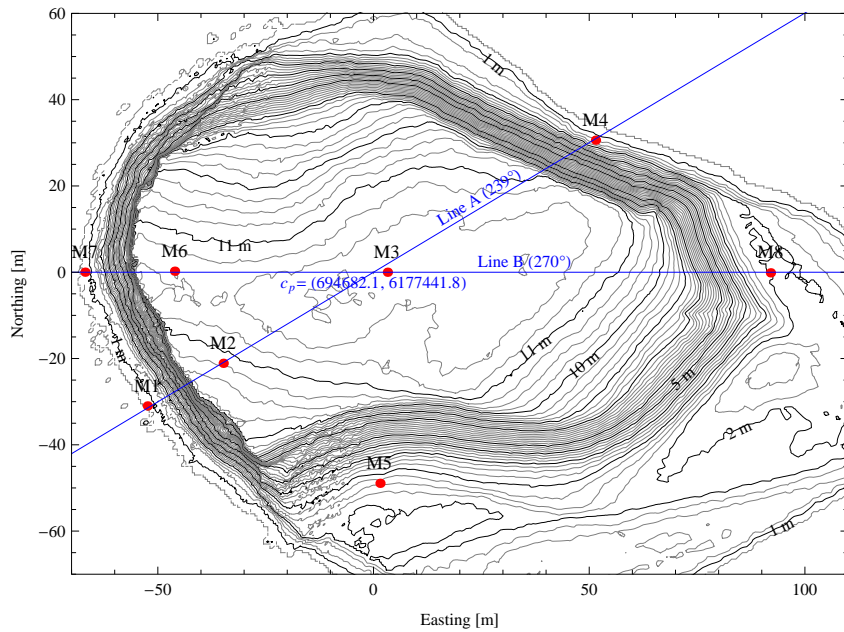 60
40
20
0
−20
−40
−60
Northing [m]
−50
0
50
100
Easting [m]
1 m
M4
Line A (239°)
11 m
M7
M6
M3
Line B (270°)
M8
c_p = (694682.1, 6177441.8)
M2
1 m
11 m
10 m
M1
5 m
2 m
M5
1 m